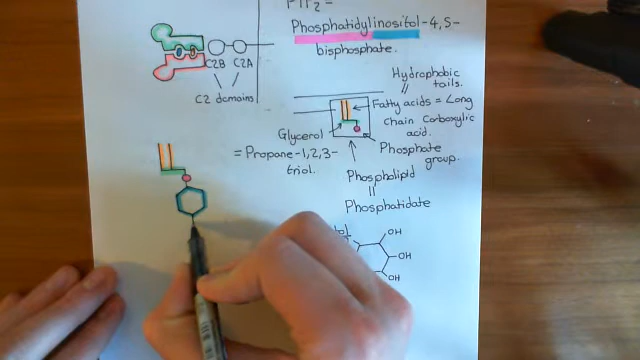 PIP₂ =
Phosphatidylinositol-4,5-
bisphosphate.
C2B C2A
C2 domains
Hydrophobic
tails.
Fatty acids = Long
chain Carboxylic
acid.
Glycerol
= Propane-1,2,3-
triol.
Phosphate
group.
Phospholipid
Phosphatidate
OH
OH
OH